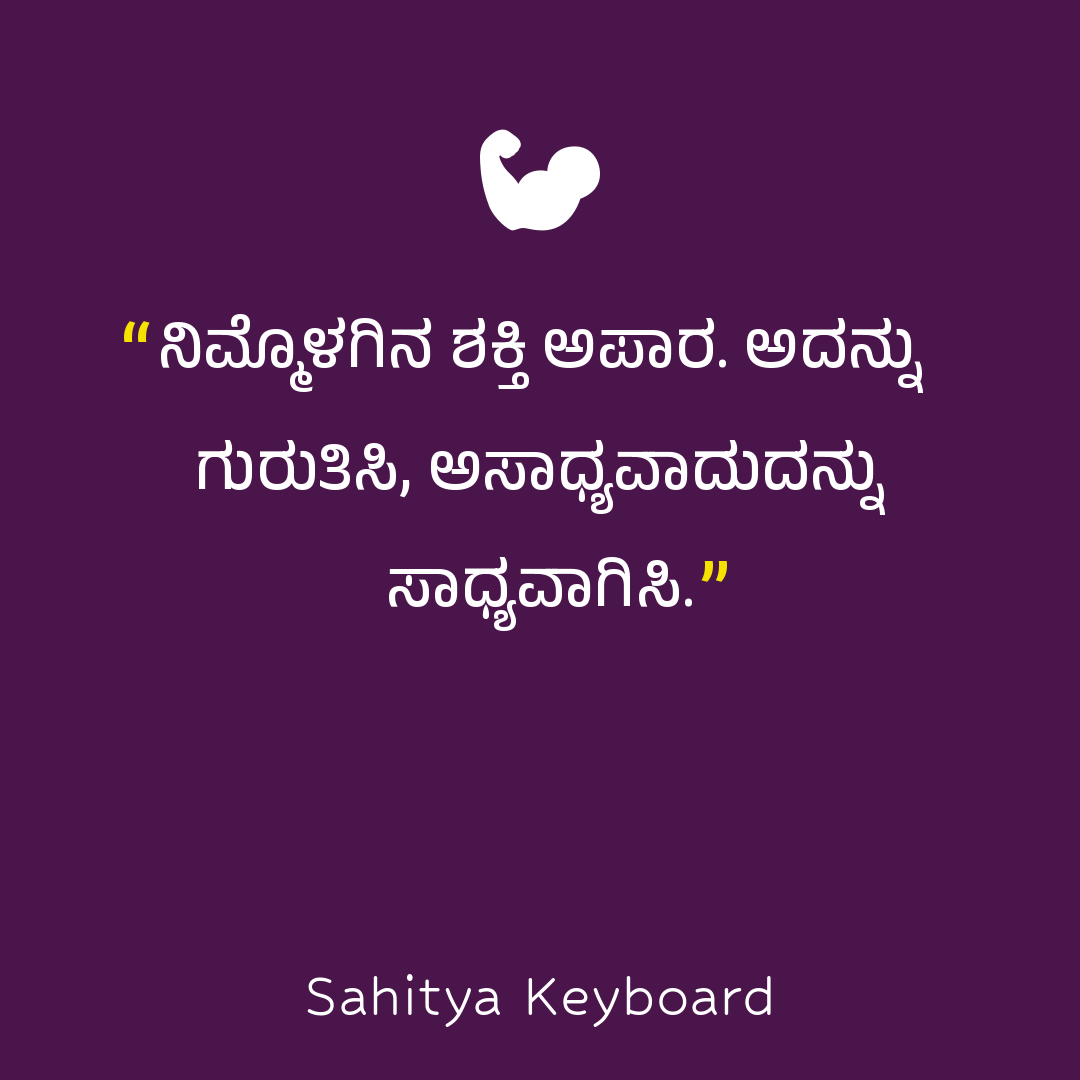 “ನಿಮ್ಮೊಳಗಿನ ಶಕ್ತಿ ಅಪಾರ. ಅದನ್ನು
ಗುರುತಿಸಿ, ಅಸಾಧ್ಯವಾದುದನ್ನು
ಸಾಧ್ಯವಾಗಿಸಿ.”
Sahitya Keyboard